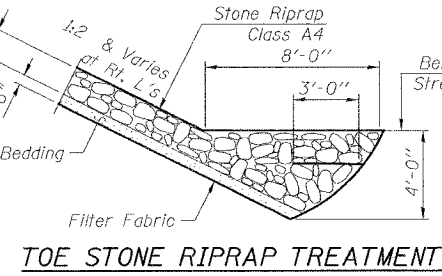 Stone Riprap
Class A4
1:2 & Varies
at Rt. L's
8'-0"
3'-0"
Bedding
4'-0"
Filter Fabric
TOE STONE RIPRAP TREATMENT